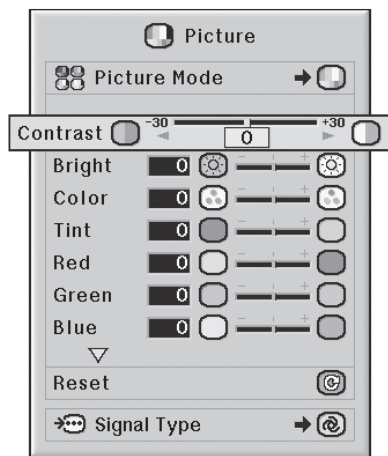 Picture
Picture Mode
Contrast -30 0 +30
Bright 0 - +
Color 0 - +
Tint 0 - +
Red 0 - +
Green 0 - +
Blue 0 - +
Reset
Signal Type